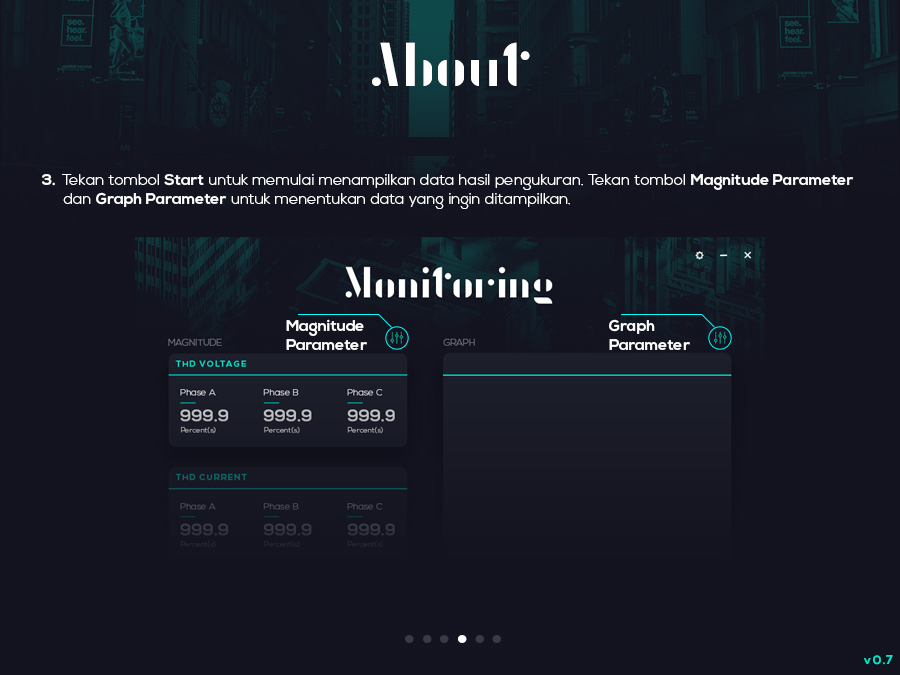 see.
hear.
feel.
see.
hear.
feel.
About
3. Tekan tombol Start untuk memulai menampilkan data hasil pengukuran. Tekan tombol Magnitude Parameter
dan Graph Parameter untuk menentukan data yang ingin ditampilkan.
Monitoring
Magnitude
Parameter
Graph
Parameter
MAGNITUDE
GRAPH
THD VOLTAGE
Phase A Phase B Phase C
999.9 999.9 999.9
Percent(s) Percent(s) Percent(s)
THD CURRENT
Phase A Phase B Phase C
999.9 999.9 999.9
Percent(s) Percent(s) Percent(s)
v0.7